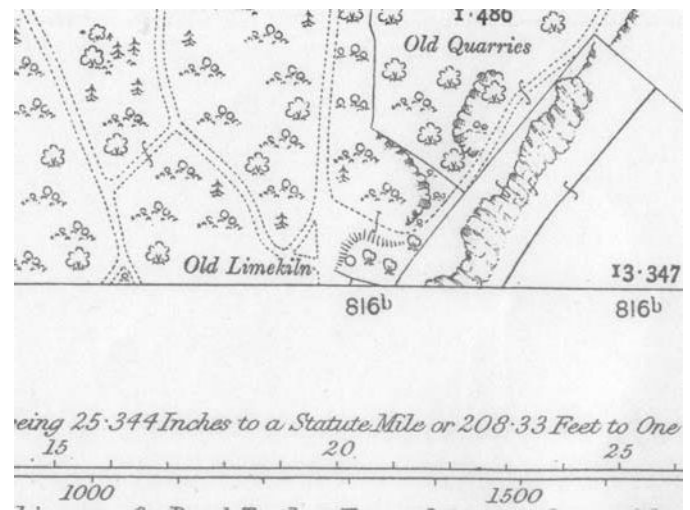 1·486
Old Quarries
Old Limekiln
13·347
816b
816b
eing 25·344 Inches to a Statute Mile or 208·33 Feet to One
15 20 25
1000 1500